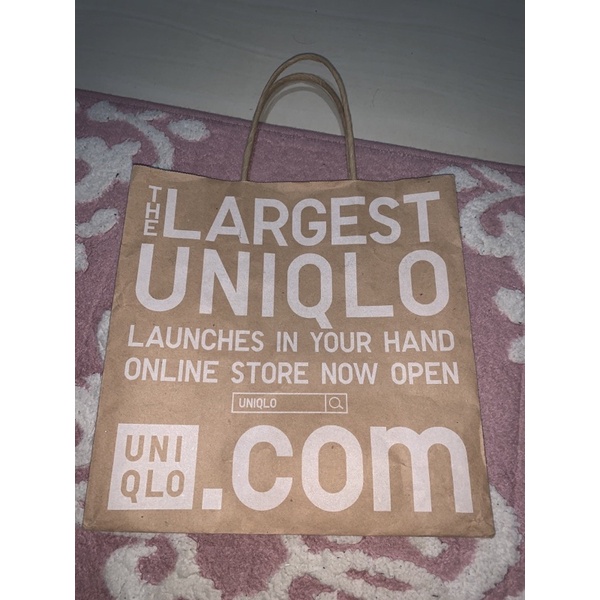 THE LARGEST
UNIQLO
LAUNCHES IN YOUR HAND
ONLINE STORE NOW OPEN
UNIQLO
UNI
QLO
.com